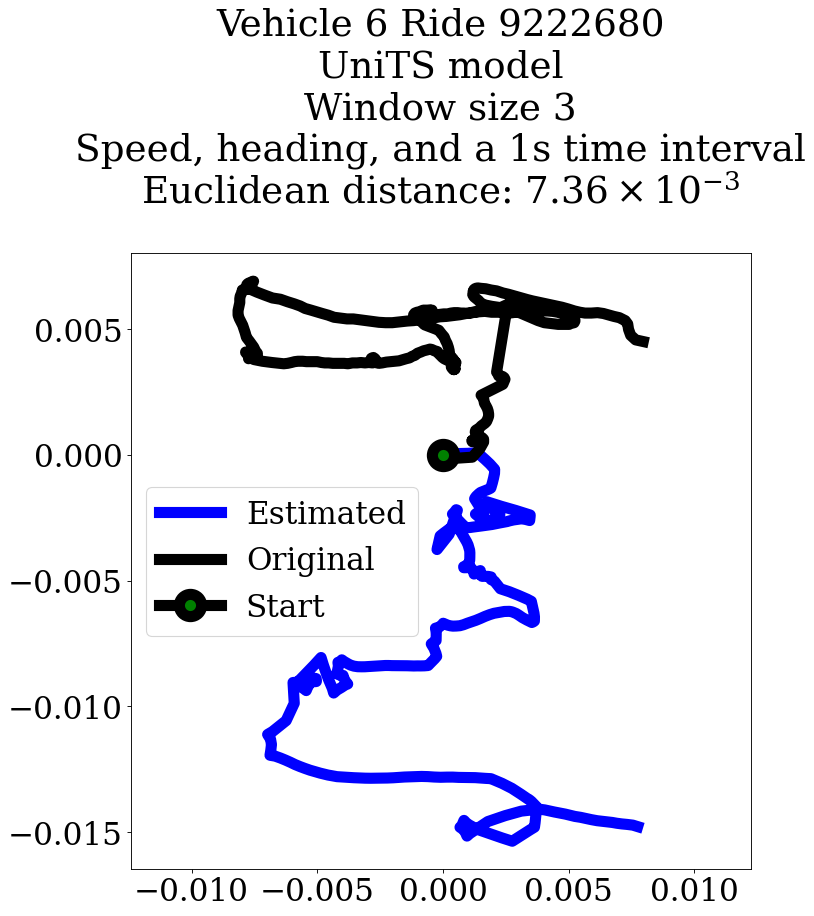 Vehicle 6 Ride 9222680
UniTS model
Window size 3
Speed, heading, and a 1s time interval
Euclidean distance: 7.36 × 10⁻³
0.005
0.000
−0.005
−0.010
−0.015
Estimated
Original
Start
−0.010 −0.005 0.000 0.005 0.010